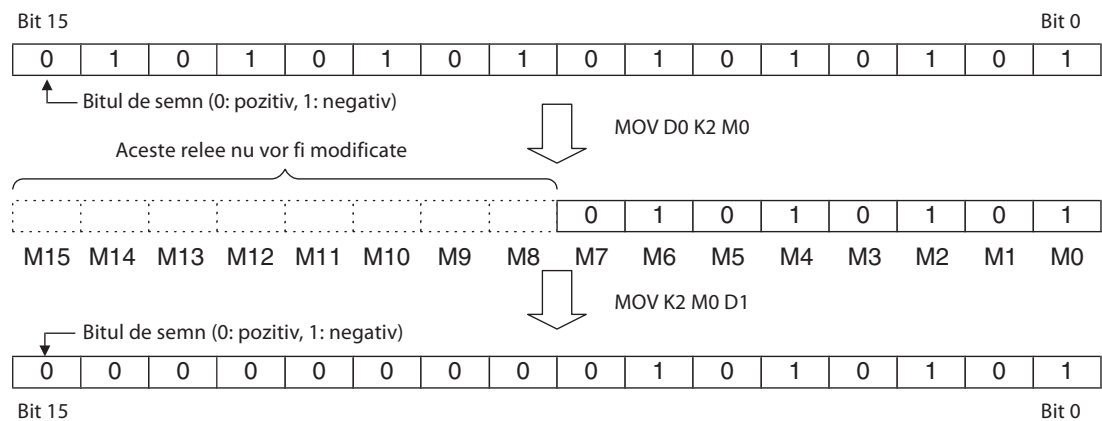 Bit 15 Bit 0
0 1 0 1 0 1 0 1 0 1 0 1 0 1 0 1
Bitul de semn (0: pozitiv, 1: negativ)
MOV D0 K2 M0
Aceste relee nu vor fi modificate
0 1 0 1 0 1 0 1
M15 M14 M13 M12 M11 M10 M9 M8 M7 M6 M5 M4 M3 M2 M1 M0
MOV K2 M0 D1
Bitul de semn (0: pozitiv, 1: negativ)
0 0 0 0 0 0 0 0 0 1 0 1 0 1 0 1
Bit 15 Bit 0